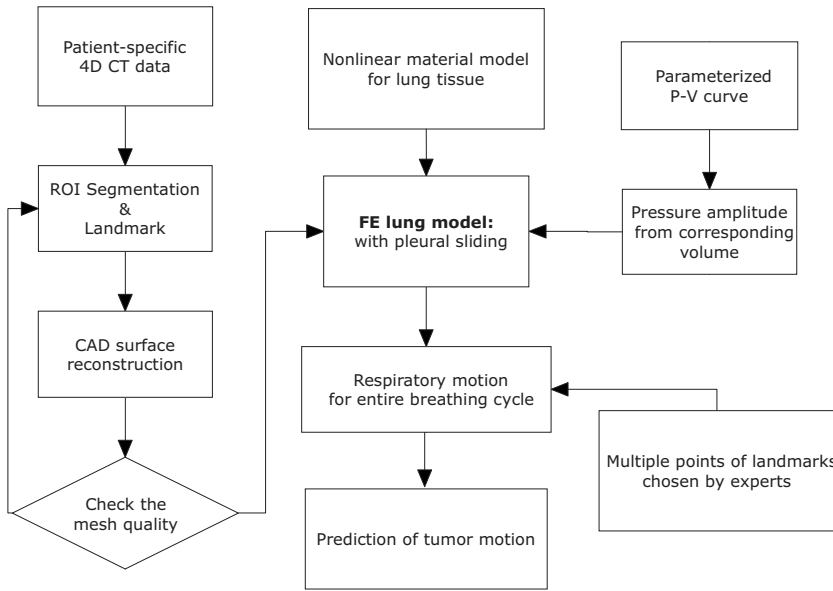 Patient-specific
4D CT data
ROI Segmentation
&
Landmark
CAD surface
reconstruction
Check the
mesh quality
Nonlinear material model
for lung tissue
FE lung model:
with pleural sliding
Respiratory motion
for entire breathing cycle
Prediction of tumor motion
Parameterized
P-V curve
Pressure amplitude
from corresponding
volume
Multiple points of landmarks
chosen by experts